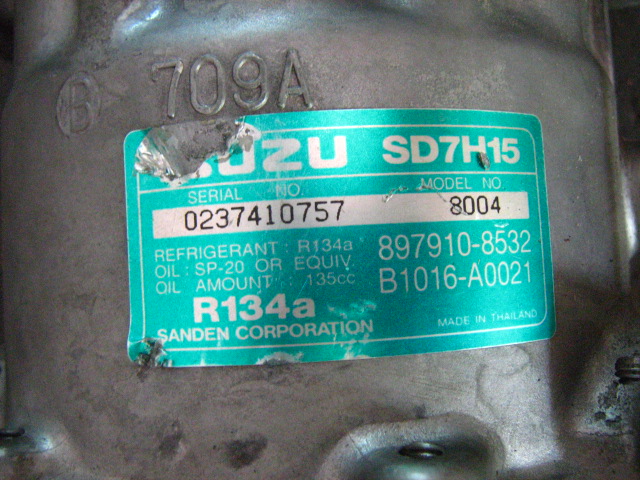 B 709A
SD7H15
SERIAL NO. MODEL NO
0237410757 8004
REFRIGERANT : R134a 897910-8532
OIL : SP-20 OR EQUIV.
OIL AMOUNT : 135cc B1016-A0021
R134a
SANDEN CORPORATION MADE IN THAILAND